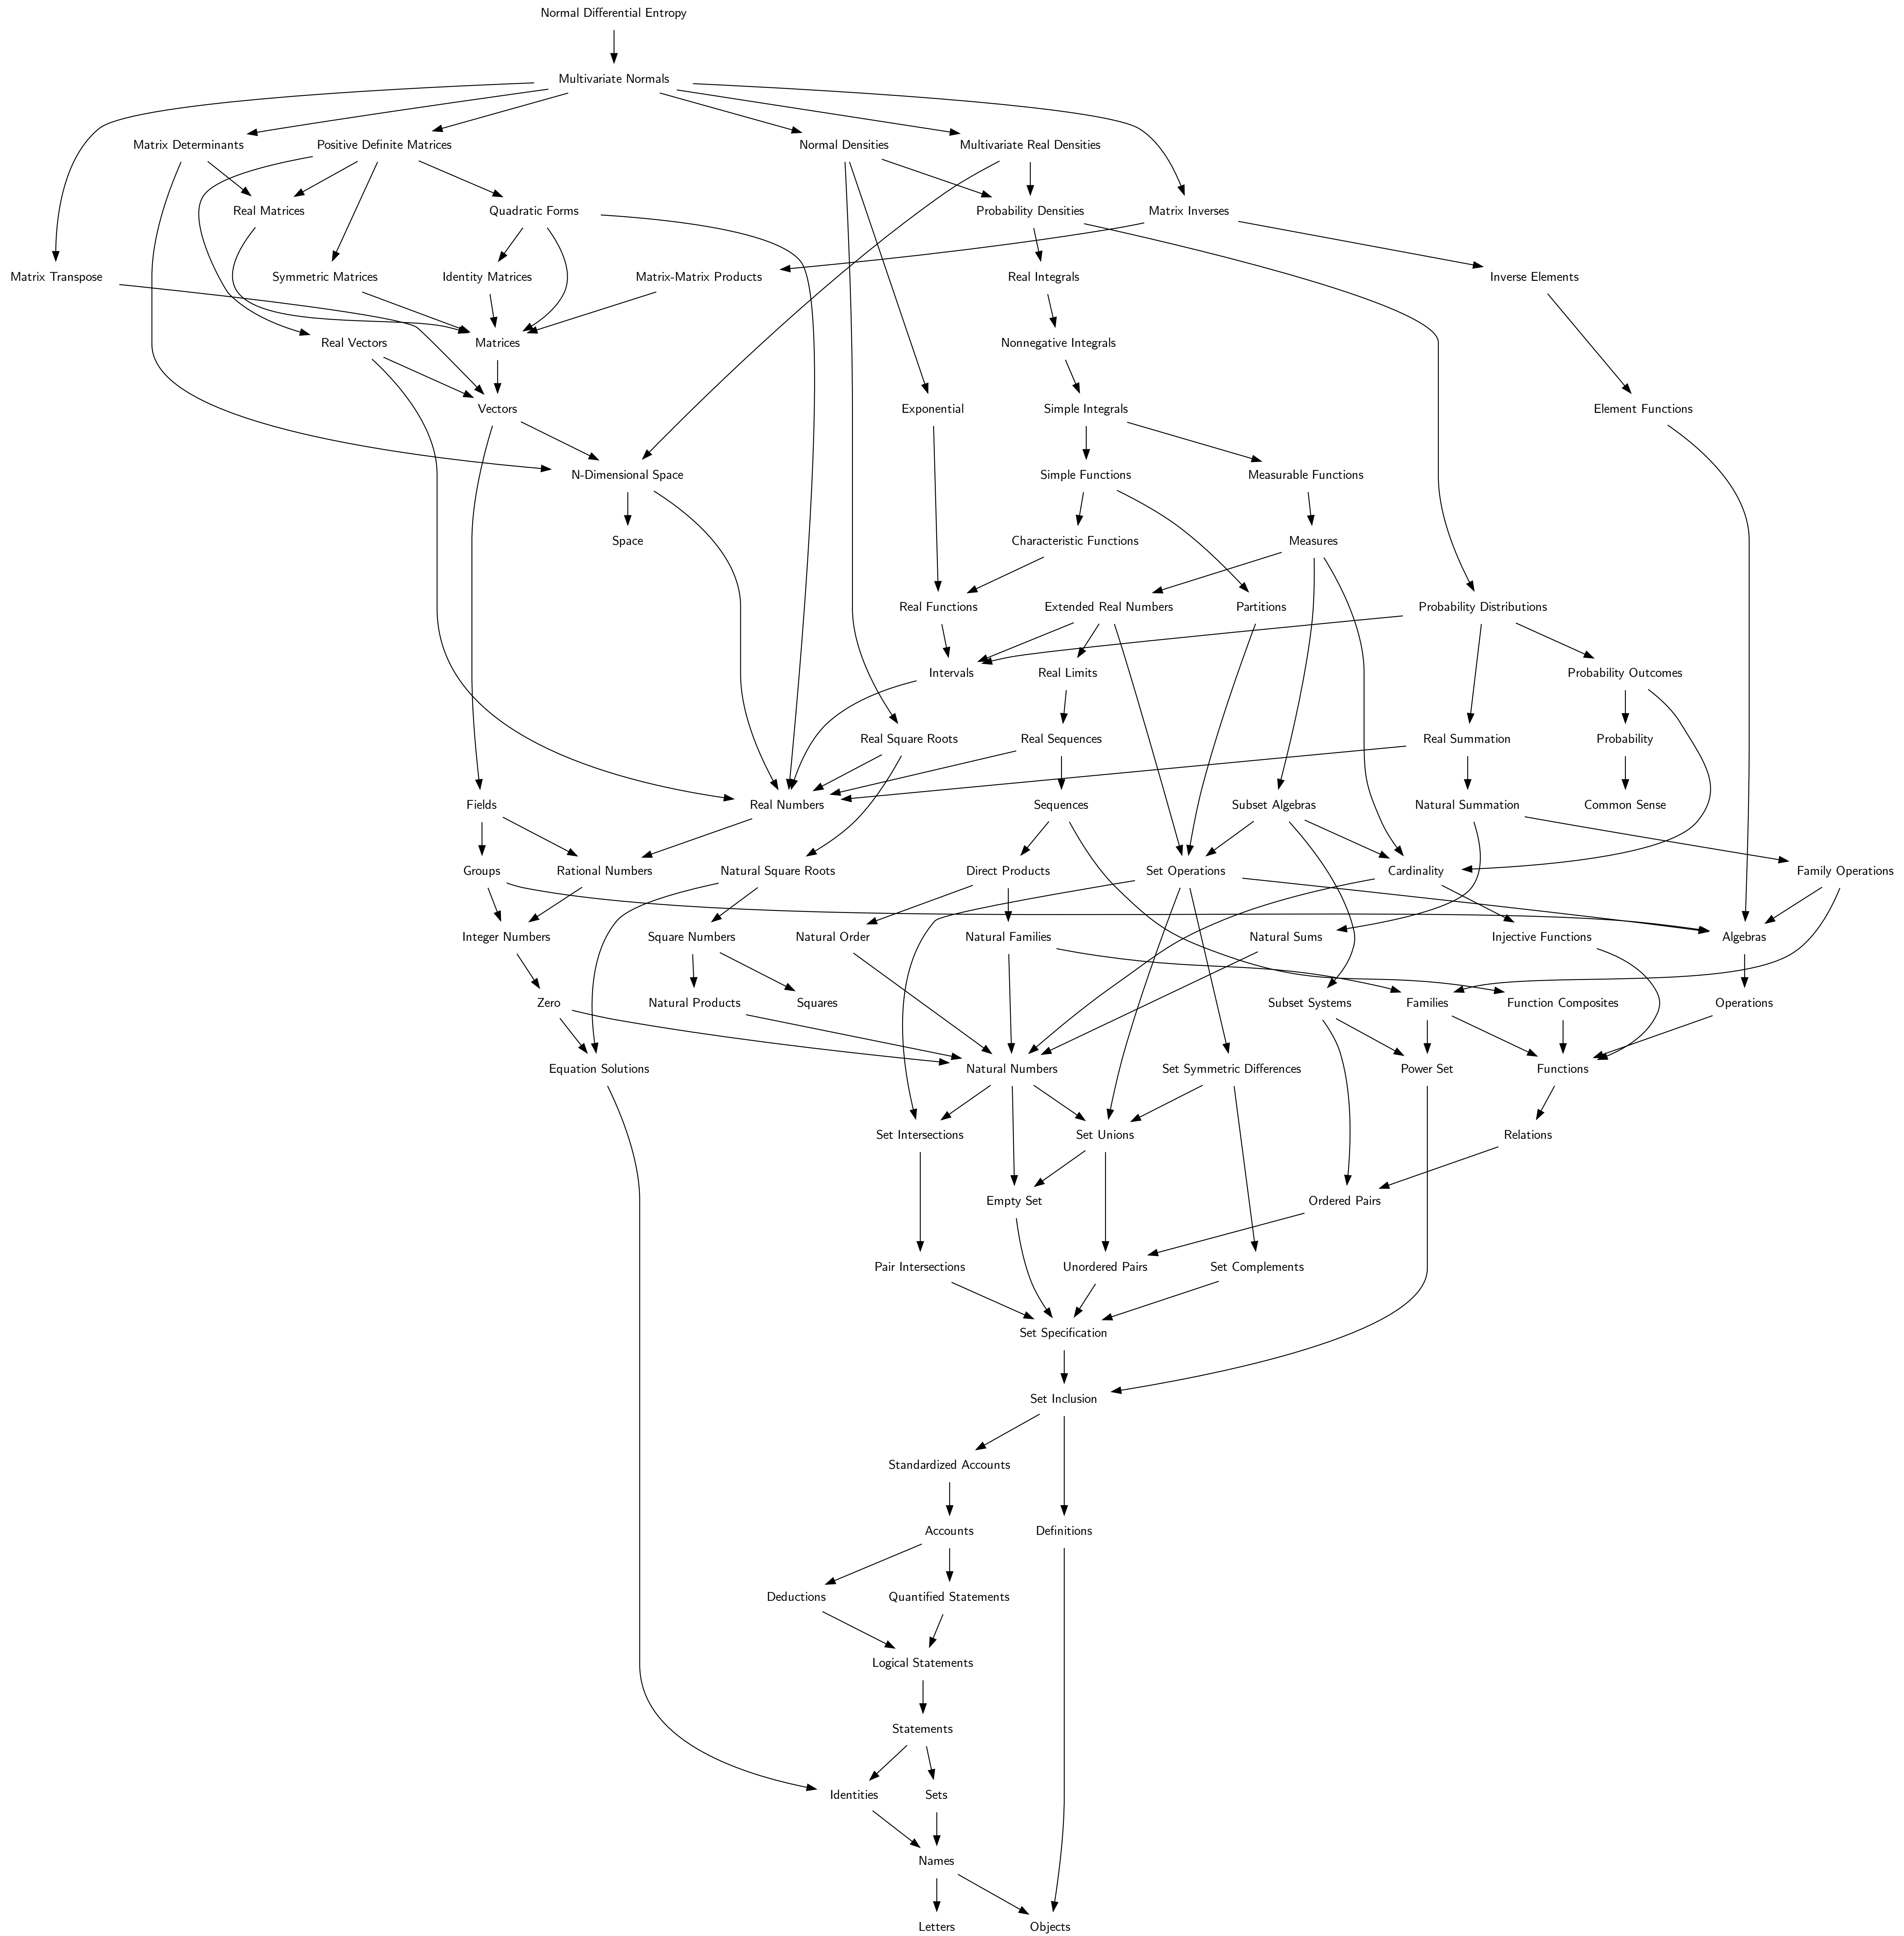 Normal Differential Entropy
Multivariate Normals
Matrix Determinants
Positive Definite Matrices
Normal Densities
Multivariate Real Densities
Real Matrices
Quadratic Forms
Probability Densities
Matrix Inverses
Matrix Transpose
Symmetric Matrices
Identity Matrices
Matrix-Matrix Products
Real Integrals
Inverse Elements
Real Vectors
Matrices
Nonnegative Integrals
Vectors
Exponential
Simple Integrals
Element Functions
N-Dimensional Space
Simple Functions
Measurable Functions
Space
Characteristic Functions
Measures
Real Functions
Extended Real Numbers
Partitions
Probability Distributions
Intervals
Real Limits
Probability Outcomes
Real Square Roots
Real Sequences
Real Summation
Probability
Fields
Real Numbers
Sequences
Subset Algebras
Natural Summation
Common Sense
Groups
Rational Numbers
Natural Square Roots
Direct Products
Set Operations
Cardinality
Family Operations
Integer Numbers
Square Numbers
Natural Order
Natural Families
Natural Sums
Injective Functions
Algebras
Zero
Natural Products
Squares
Subset Systems
Families
Function Composites
Operations
Equation Solutions
Natural Numbers
Set Symmetric Differences
Power Set
Functions
Set Intersections
Set Unions
Relations
Empty Set
Ordered Pairs
Pair Intersections
Unordered Pairs
Set Complements
Set Specification
Set Inclusion
Standardized Accounts
Accounts
Definitions
Deductions
Quantified Statements
Logical Statements
Statements
Identities
Sets
Names
Letters
Objects